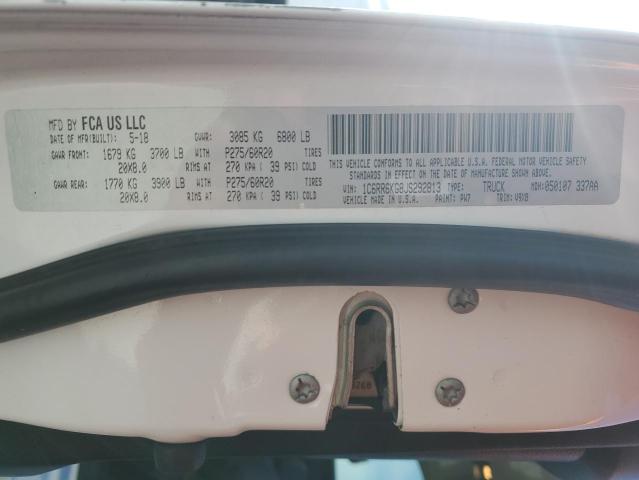 MFD BY FCA US LLC
DATE OF MFR(BUILT): 5-18 GVWR: 3085 KG 6800 LB
GAWR FRONT: 1679 KG 3700 LB WITH P275/60R20 TIRES
20X8.0 RIMS AT 270 KPA ( 39 PSI) COLD
GAWR REAR: 1770 KG 3900 LB WITH P275/60R20 TIRES
20X8.0 RIMS AT 270 KPA ( 39 PSI) COLD
THIS VEHICLE CONFORMS TO ALL APPLICABLE U.S.A. FEDERAL MOTOR VEHICLE SAFETY
STANDARDS IN EFFECT ON THE DATE OF MANUFACTURE SHOWN ABOVE.
VIN: 1C6RR6XG8JS292813 TYPE: TRUCK MDH: 050107 337AA
VEHICLE MADE IN U.S.A. PAINT: PW7 TRIM: V9X8